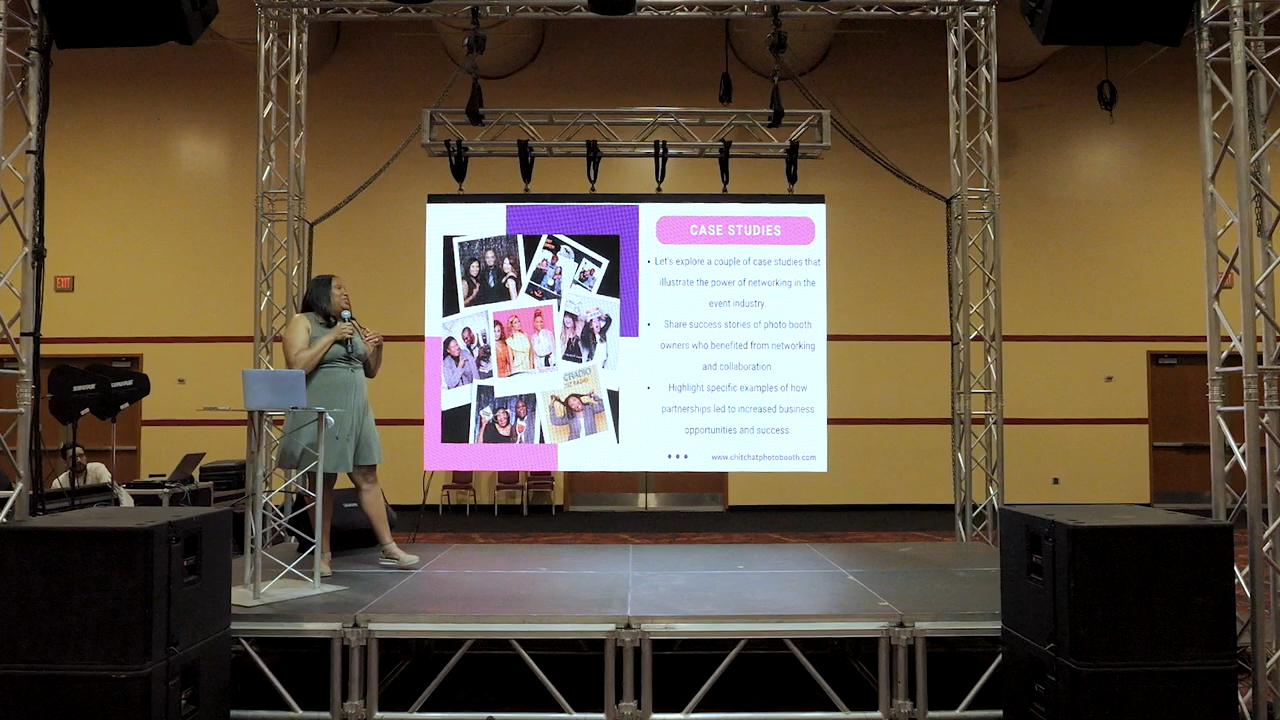 CASE STUDIES
• Let's explore a couple of case studies that
illustrate the power of networking in the
event industry.
• Share success stories of photo booth
owners who benefited from networking
and collaboration.
• Highlight specific examples of how
partnerships led to increased business
opportunities and success.
www.chitchatphotobooth.com
EXIT